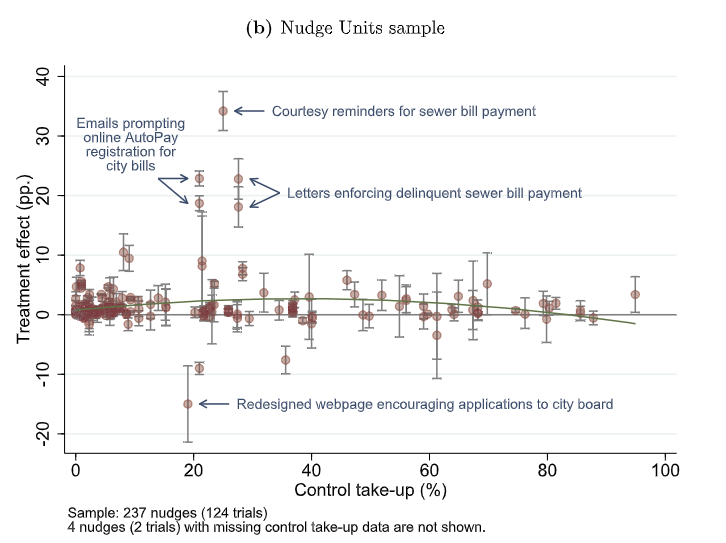 (b) Nudge Units sample
Treatment effect (pp.)
40
30
20
10
0
-10
-20
Courtesy reminders for sewer bill payment
Emails prompting
online AutoPay
registration for
city bills
Letters enforcing delinquent sewer bill payment
Redesigned webpage encouraging applications to city board
0 20 40 60 80 100
Control take-up (%)
Sample: 237 nudges (124 trials)
4 nudges (2 trials) with missing control take-up data are not shown.